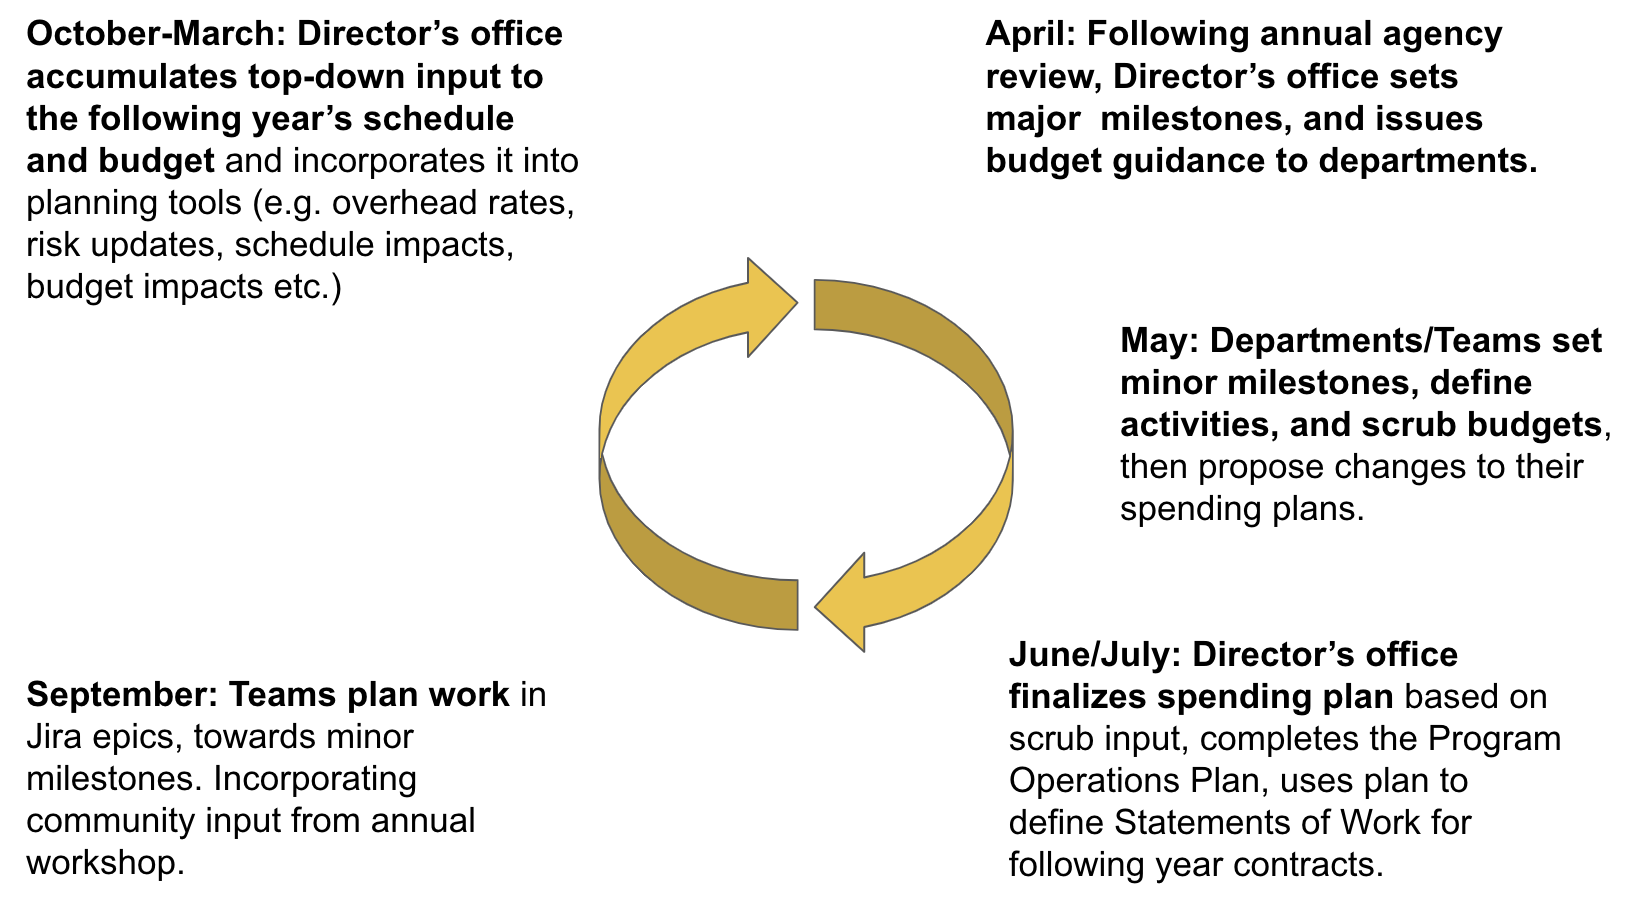 October-March: Director’s office
accumulates top-down input to
the following year’s schedule
and budget and incorporates it into
planning tools (e.g. overhead rates,
risk updates, schedule impacts,
budget impacts etc.)
April: Following annual agency
review, Director’s office sets
major  milestones, and issues
budget guidance to departments.
May: Departments/Teams set
minor milestones, define
activities, and scrub budgets,
then propose changes to their
spending plans.
June/July: Director’s office
finalizes spending plan based on
scrub input, completes the Program
Operations Plan, uses plan to
define Statements of Work for
following year contracts.
September: Teams plan work in
Jira epics, towards minor
milestones. Incorporating
community input from annual
workshop.